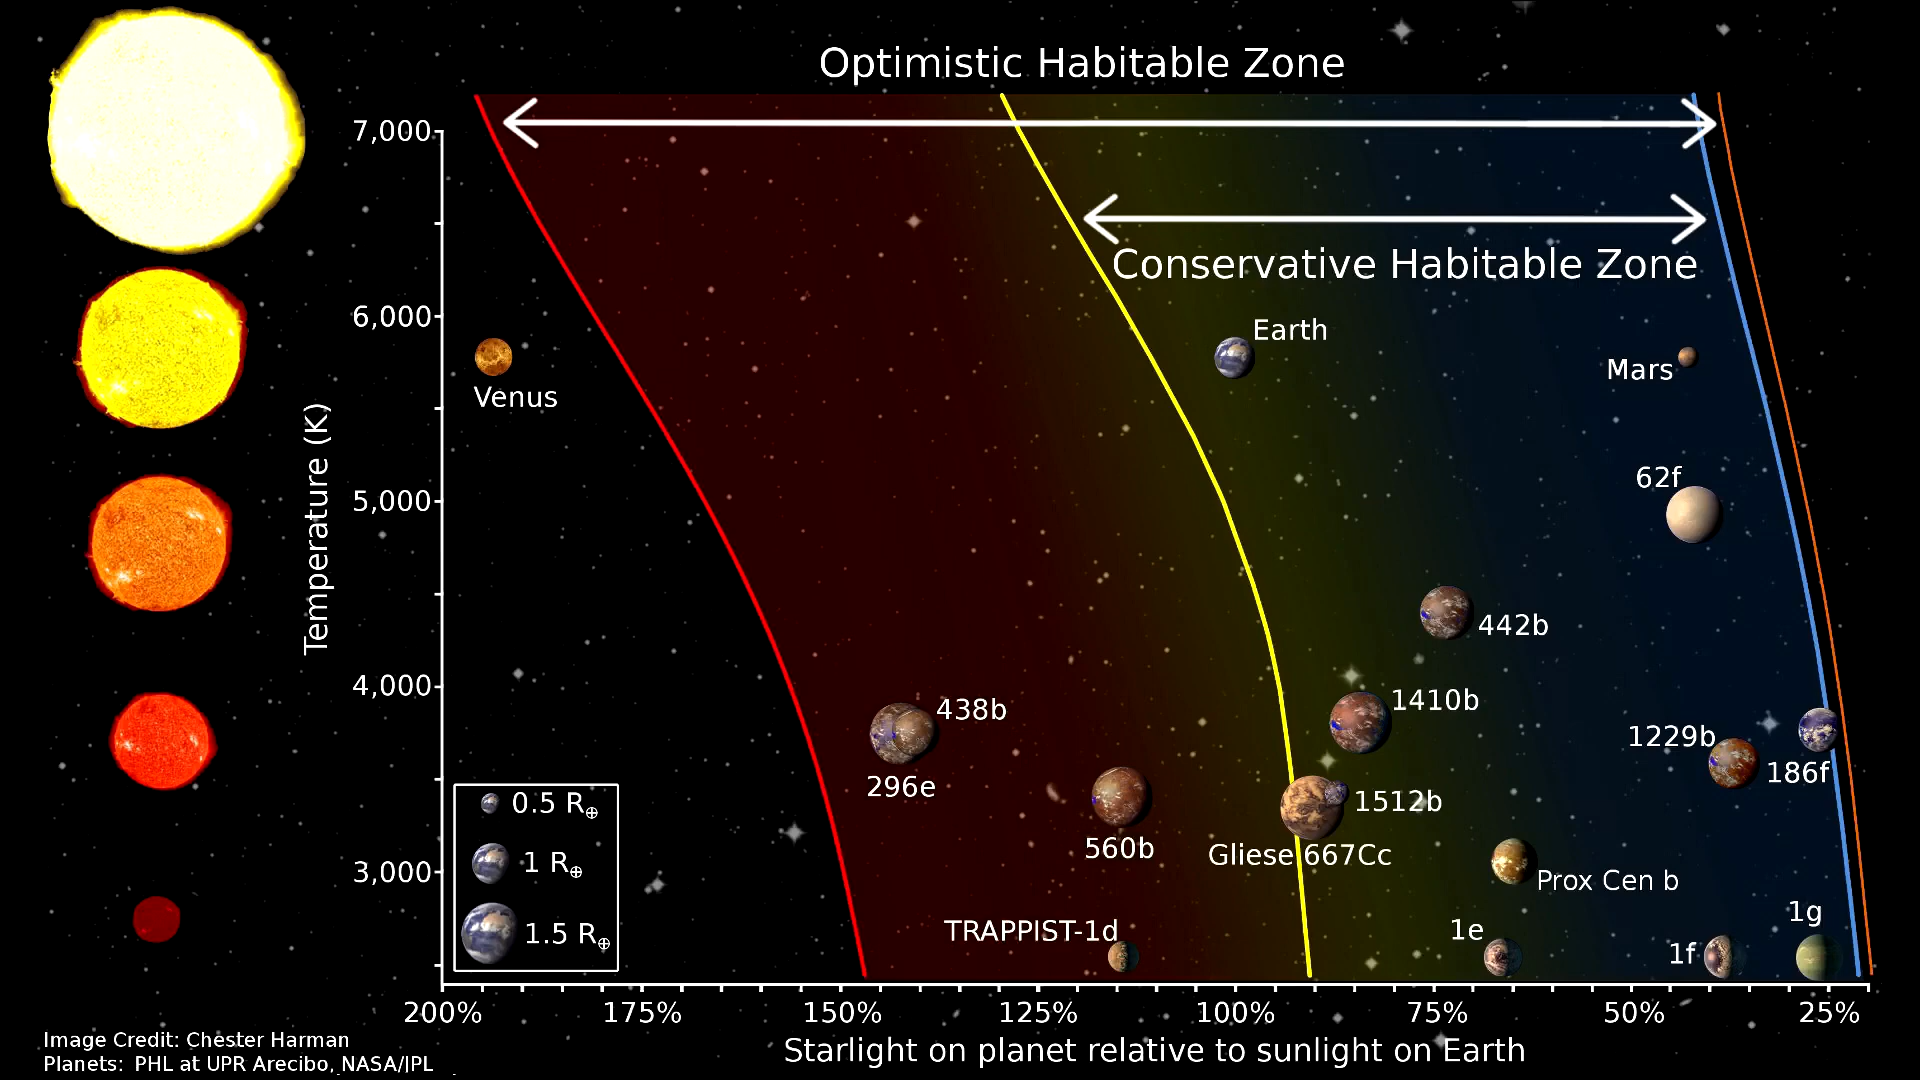 Optimistic Habitable Zone
7,000
Conservative Habitable Zone
6,000
Earth
Mars
Venus
Temperature (K)
62f
5,000
442b
4,000
1410b
438b
1229b
186f
296e
0.5 R⊕
1512b
560b
Gliese 667Cc
1 R⊕
3,000
Prox Cen b
1.5 R⊕
TRAPPIST-1d
1e
1f
1g
200% 175% 150% 125% 100% 75% 50% 25%
Starlight on planet relative to sunlight on Earth
Image Credit: Chester Harman
Planets: PHL at UPR Arecibo, NASA/JPL